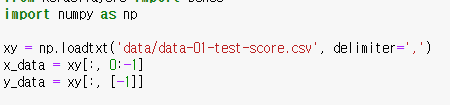 import numpy as np
xy = np.loadtxt('data/data-01-test-score.csv', delimiter=',')
x_data = xy[:, 0:-1]
y_data = xy[:, [-1]]